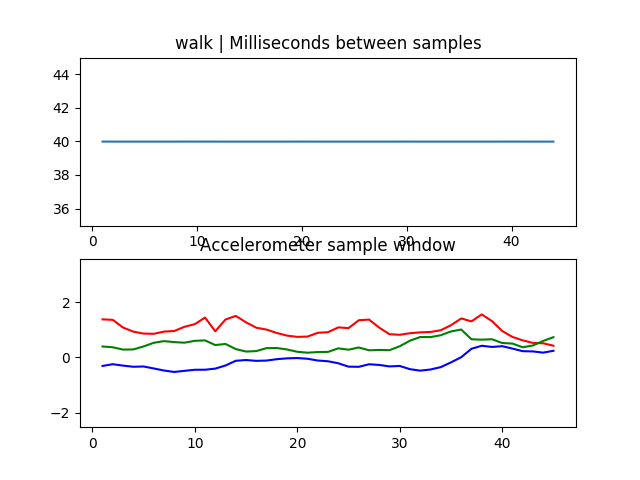 walk | Milliseconds between samples
44
42
40
38
36
0 10 20 30 40
Accelerometer sample window
2
0
−2
0 10 20 30 40